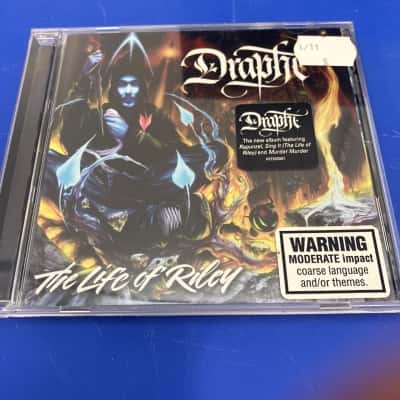 Drapht
Drapht
The new album featuring
Rapunzel, Sing It (The Life of
Riley) and Murder Murder
The Life of Riley
WARNING
MODERATE impact
coarse language
and/or themes.